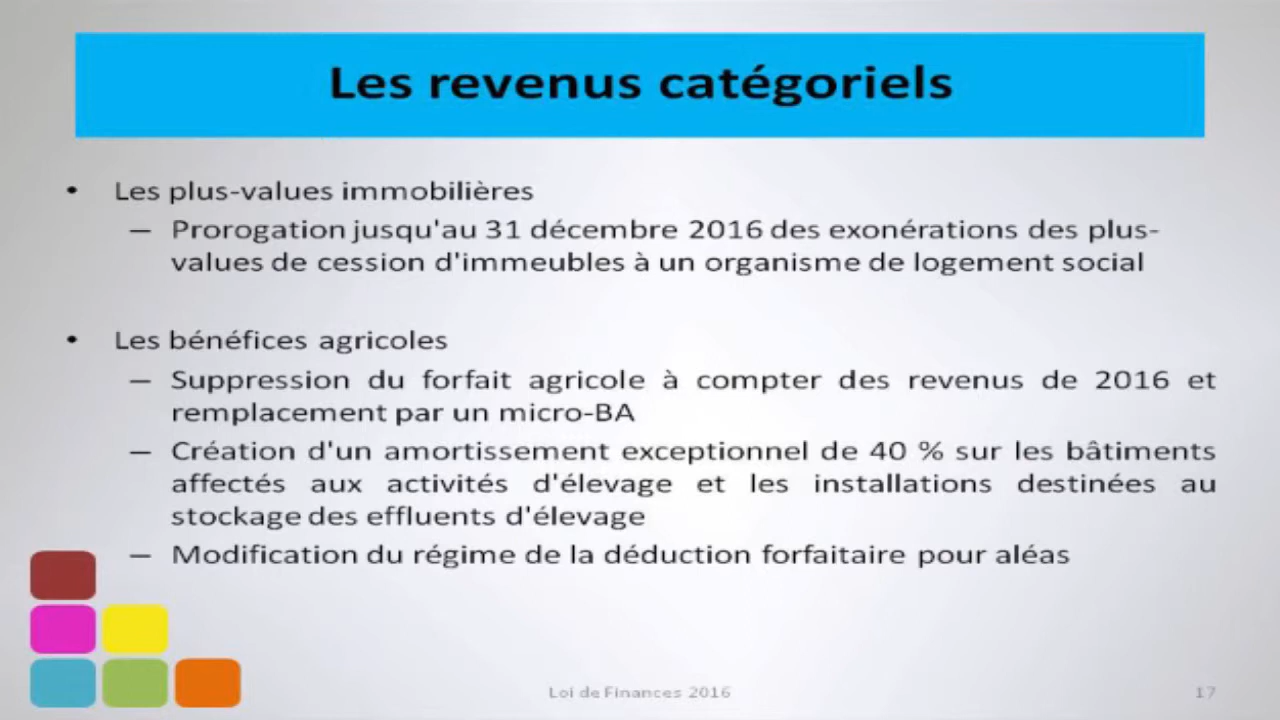 Les revenus catégoriels
• Les plus-values immobilières
– Prorogation jusqu'au 31 décembre 2016 des exonérations des plus-
values de cession d'immeubles à un organisme de logement social
• Les bénéfices agricoles
– Suppression du forfait agricole à compter des revenus de 2016 et
remplacement par un micro-BA
– Création d'un amortissement exceptionnel de 40 % sur les bâtiments
affectés aux activités d'élevage et les installations destinées au
stockage des effluents d'élevage
– Modification du régime de la déduction forfaitaire pour aléas
Loi de Finances 2016
17